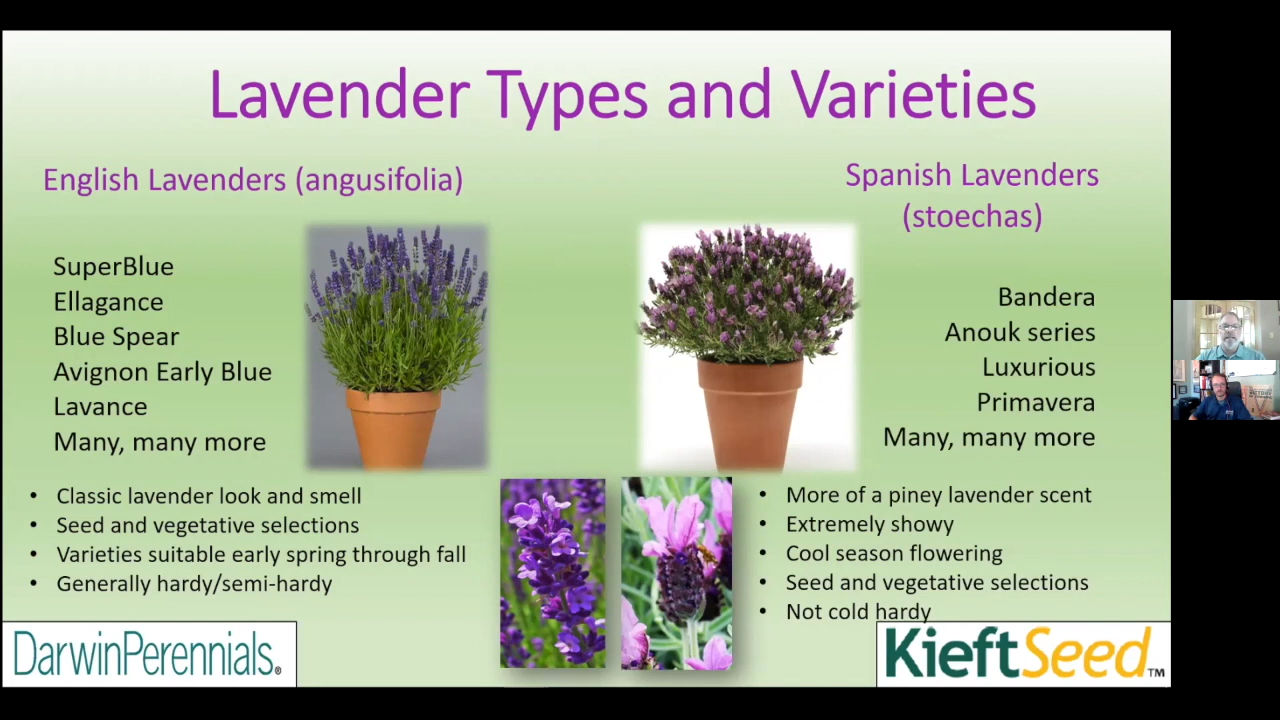 Lavender Types and Varieties
English Lavenders (angusifolia)
SuperBlue
Ellagance
Blue Spear
Avignon Early Blue
Lavance
Many, many more
• Classic lavender look and smell
• Seed and vegetative selections
• Varieties suitable early spring through fall
• Generally hardy/semi-hardy
Spanish Lavenders
(stoechas)
Bandera
Anouk series
Luxurious
Primavera
Many, many more
• More of a piney lavender scent
• Extremely showy
• Cool season flowering
• Seed and vegetative selections
• Not cold hardy
DarwinPerennials®
KieftSeed™